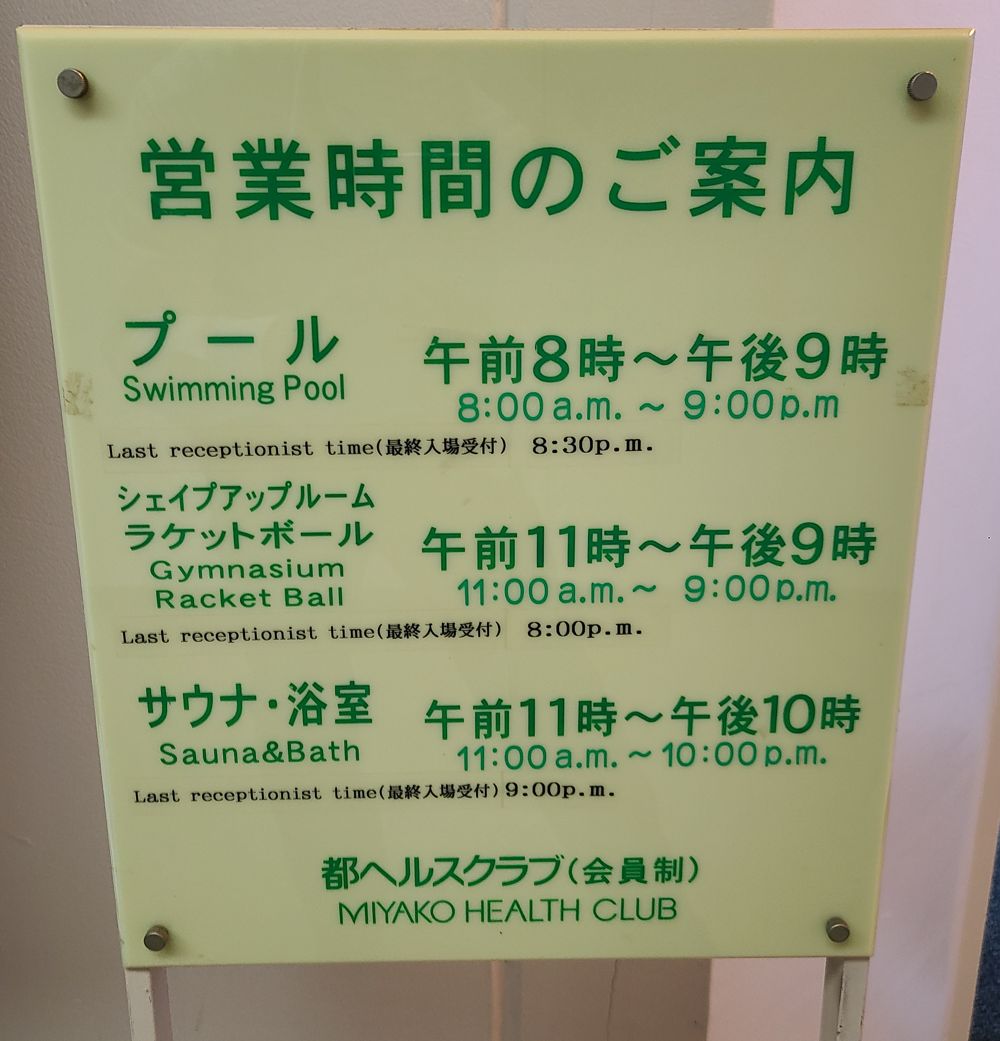 営業時間のご案内
プール 午前8時〜午後9時
Swimming Pool 8:00 a.m. ~ 9:00 p.m
Last receptionist time(最終入場受付) 8:30p.m.
シェイプアップルーム
ラケットボール 午前11時〜午後9時
Gymnasium 11:00 a.m. ~ 9:00 p.m.
Racket Ball
Last receptionist time(最終入場受付) 8:00p.m.
サウナ・浴室 午前11時〜午後10時
Sauna&Bath 11:00 a.m. ~ 10:00 p.m.
Last receptionist time(最終入場受付) 9:00p.m.
都ヘルスクラブ(会員制)
MIYAKO HEALTH CLUB